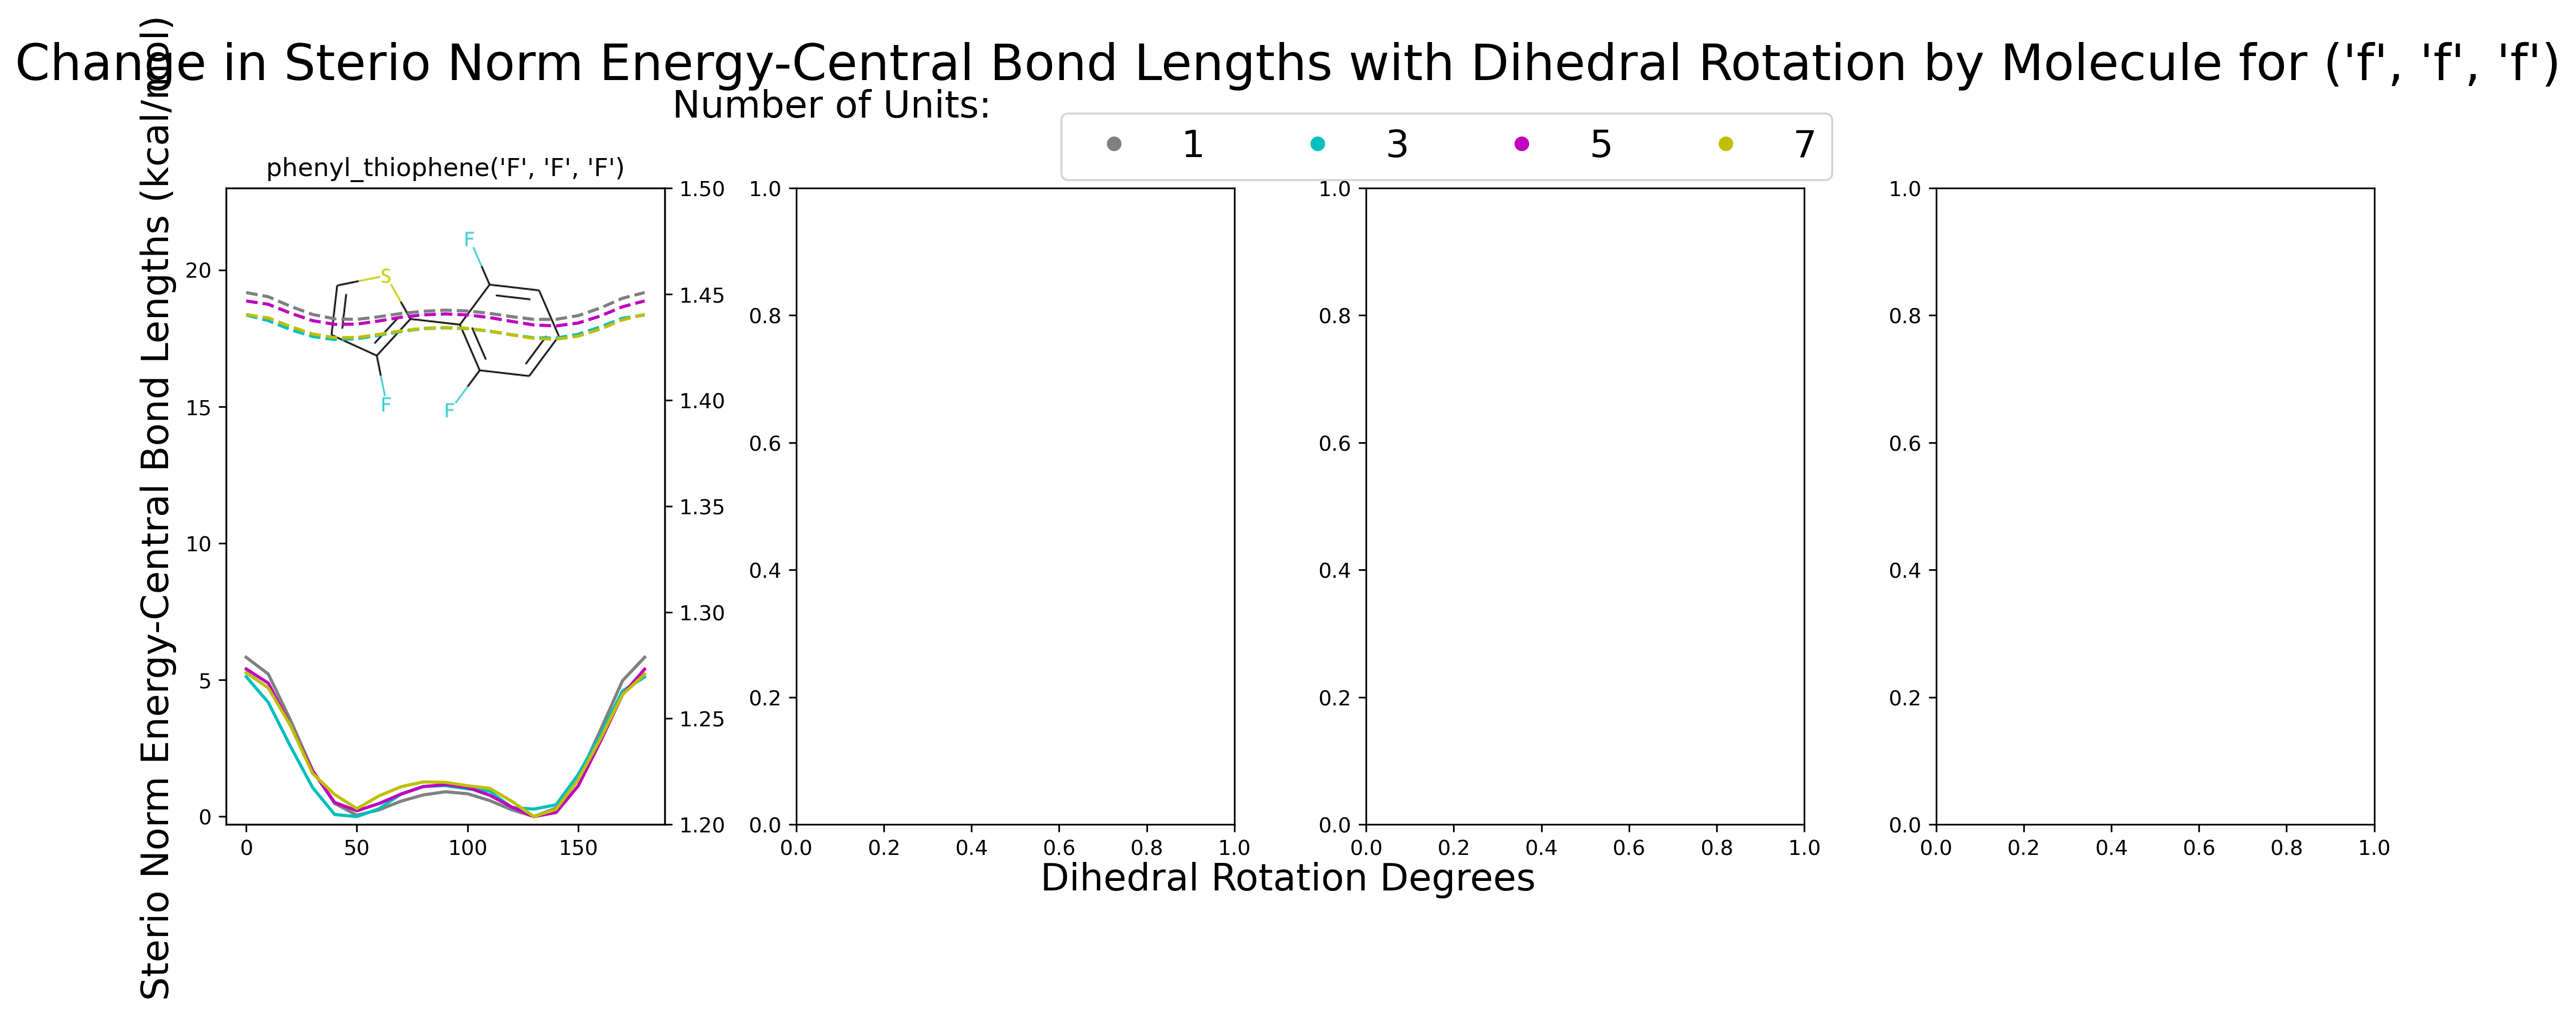 Change in Sterio Norm Energy-Central Bond Lengths with Dihedral Rotation by Molecule for ('f', 'f', 'f')
Number of Units:
1 3 5 7
Sterio Norm Energy-Central Bond Lengths (kcal/mol)
phenyl_thiophene('F', 'F', 'F')
20
15
10
5
0
F
S
F
F
0 50 100 150
1.50
1.45
1.40
1.35
1.30
1.25
1.20
1.0
0.8
0.6
0.4
0.2
0.0
0.0 0.2 0.4 0.6 0.8 1.0
1.0
0.8
0.6
0.4
0.2
0.0
0.0 0.2 0.4 0.6 0.8 1.0
1.0
0.8
0.6
0.4
0.2
0.0
0.0 0.2 0.4 0.6 0.8 1.0
Dihedral Rotation Degrees